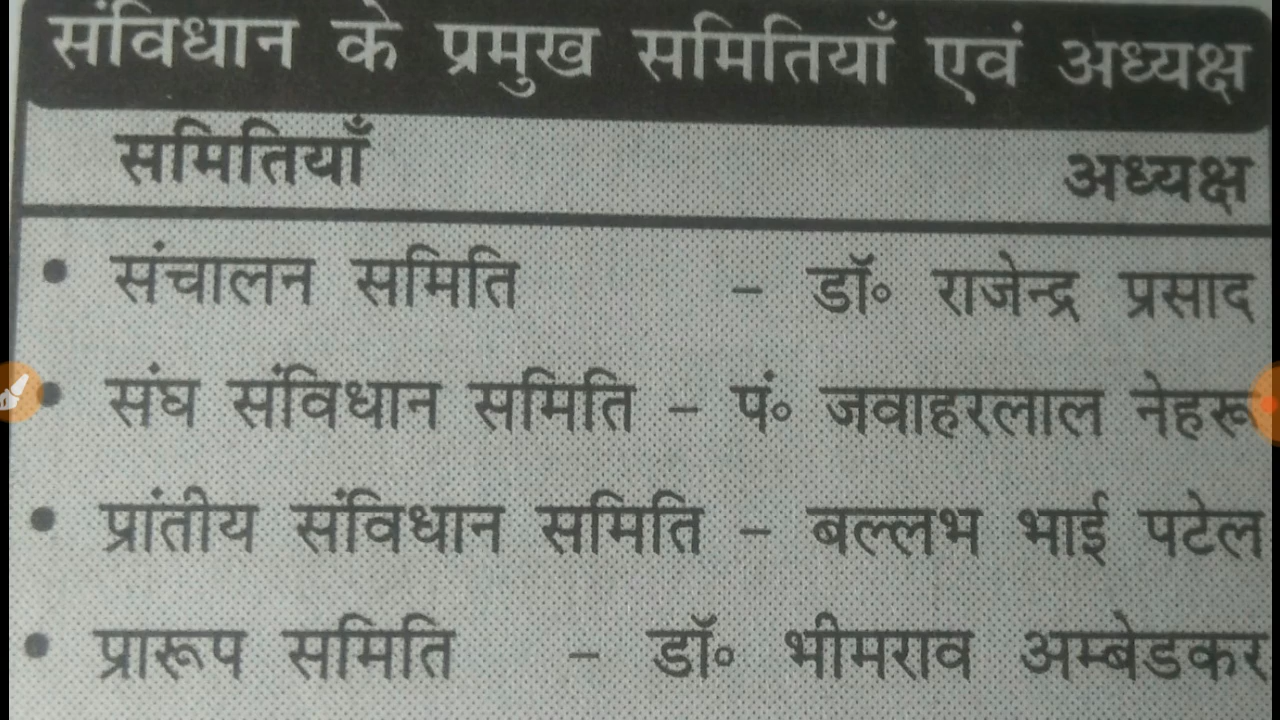 संविधान के प्रमुख समितियाँ एवं अध्यक्ष
समितियाँ अध्यक्ष
• संचालन समिति – डॉ॰ राजेन्द्र प्रसाद
• संघ संविधान समिति – पं॰ जवाहरलाल नेहरू
• प्रांतीय संविधान समिति – बल्लभ भाई पटेल
• प्रारूप समिति – डॉ॰ भीमराव अम्बेडकर